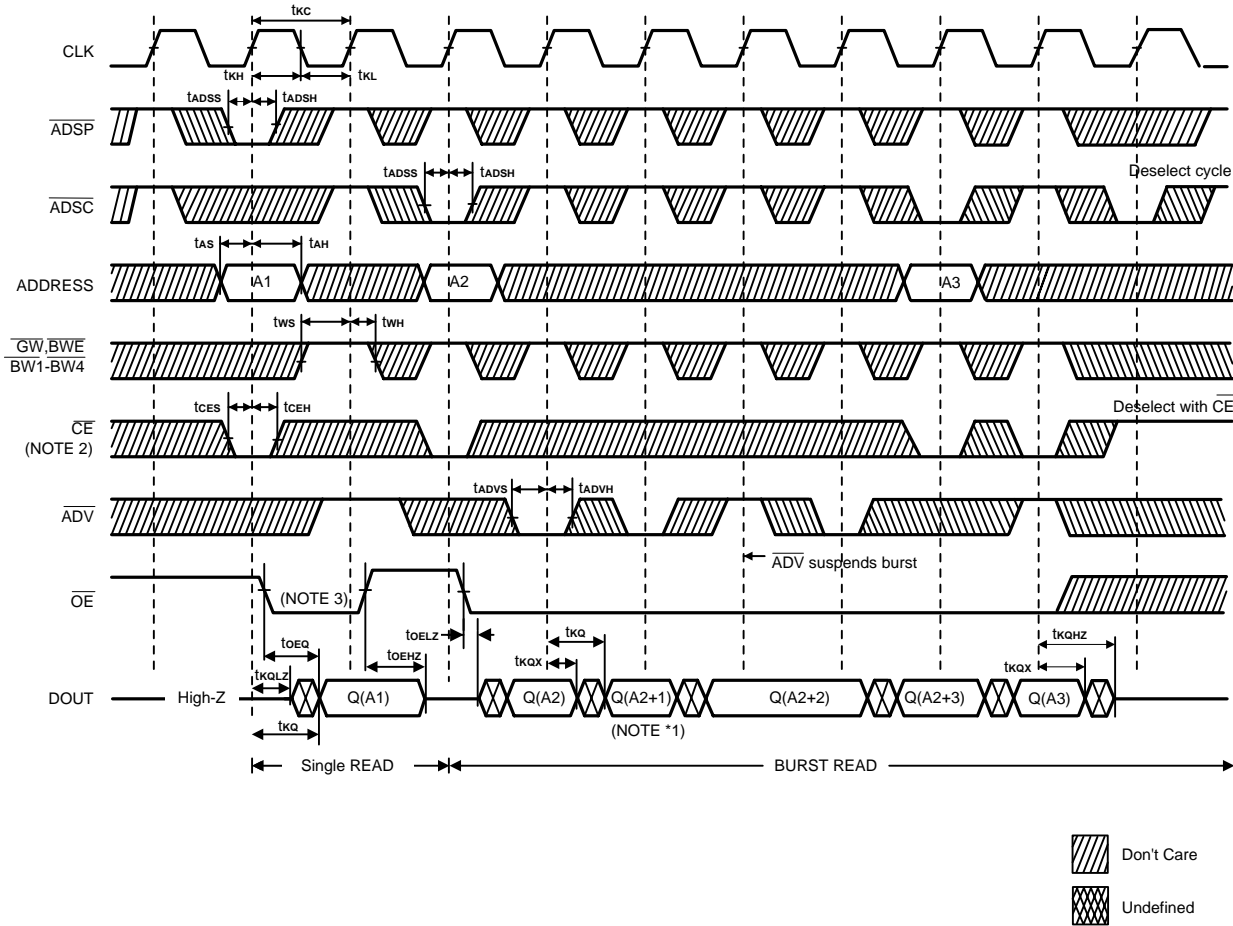 tKC
CLK
tKH tKL
tADSS tADSH
ADSP
tADSS tADSH
Deselect cycle
ADSC
tAS tAH
ADDRESS A1 A2 A3
tWS tWH
GW,BWE
BW1-BW4
tCES tCEH
Deselect with CE
CE
(NOTE 2)
tADVS tADVH
ADV
ADV suspends burst
OE (NOTE 3)
tOEQ tOELZ tKQ tKQHZ
tKQLZ tOEHZ tKQX tKQX
DOUT High-Z Q(A1) Q(A2) Q(A2+1) Q(A2+2) Q(A2+3) Q(A3)
tKQ (NOTE *1)
Single READ BURST READ
Don't Care
Undefined